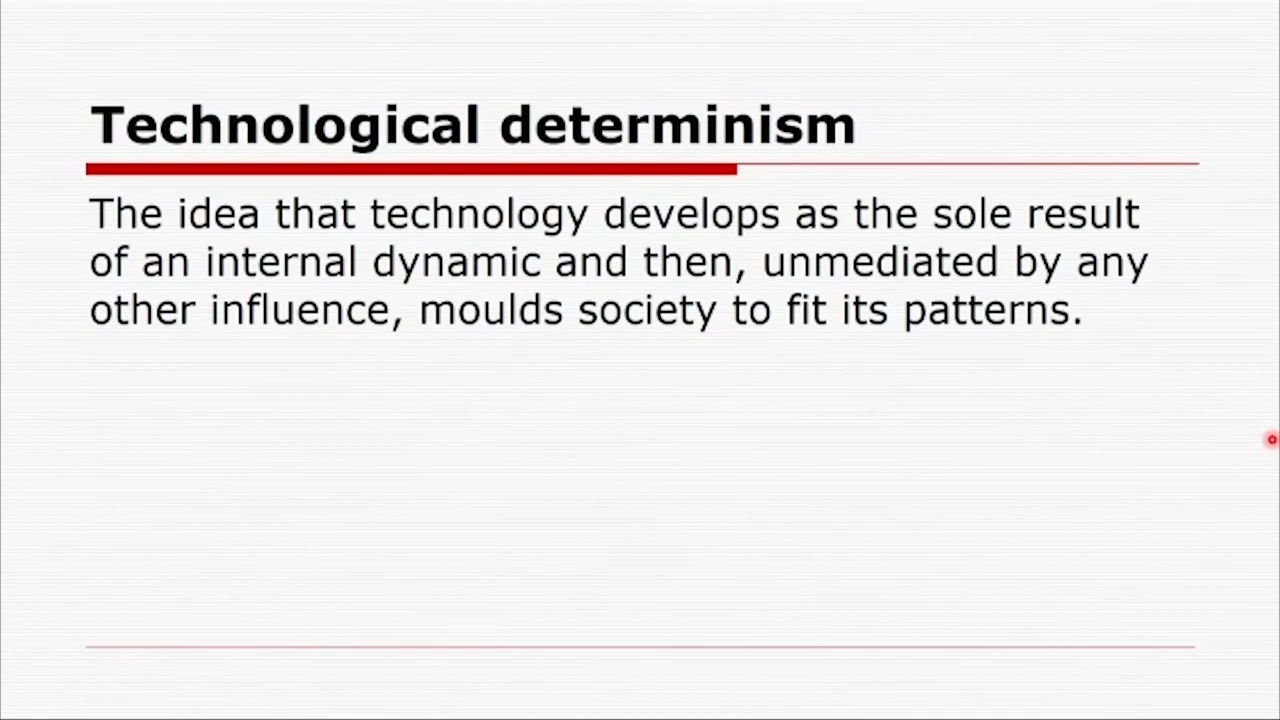 Technological determinism
The idea that technology develops as the sole result
of an internal dynamic and then, unmediated by any
other influence, moulds society to fit its patterns.